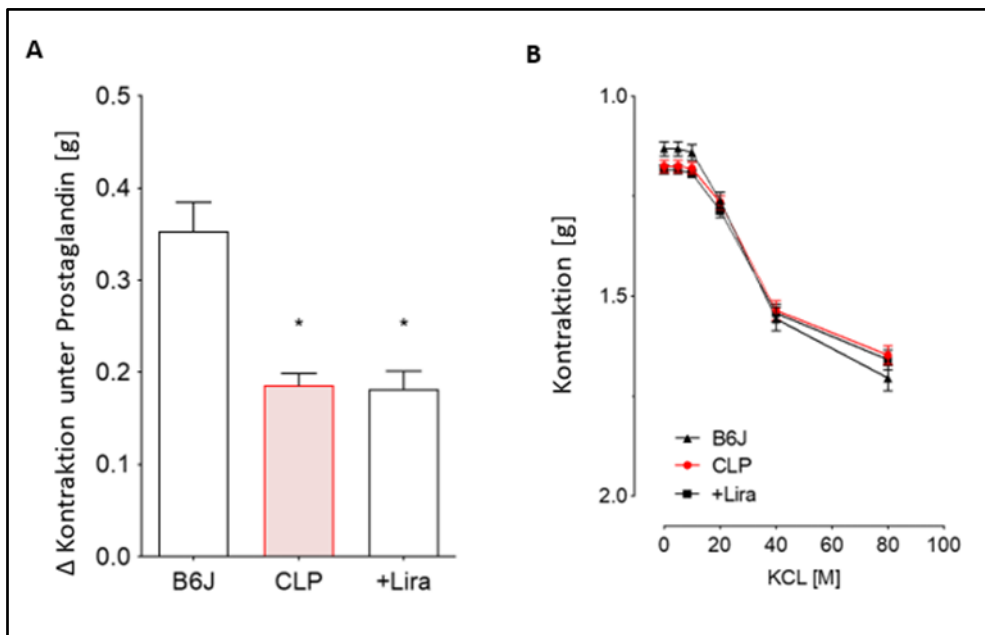 A
Δ Kontraktion unter Prostaglandin [g]
0.5
0.4
0.3
0.2
0.1
0.0
*
*
B6J
CLP
+Lira
B
Kontraktion [g]
1.0
1.5
2.0
B6J
CLP
+Lira
0
20
40
60
80
100
KCL [M]